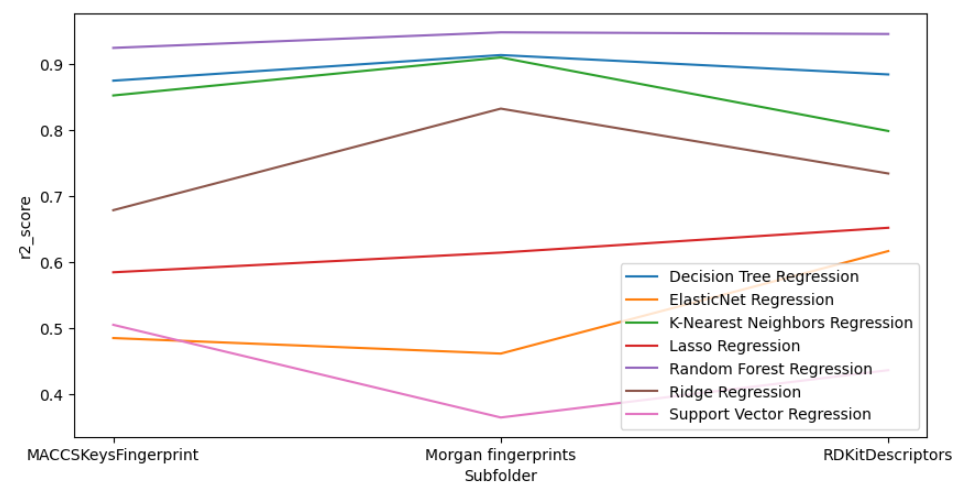 0.9
0.8
0.7
0.6
0.5
0.4
r2_score
Decision Tree Regression
ElasticNet Regression
K-Nearest Neighbors Regression
Lasso Regression
Random Forest Regression
Ridge Regression
Support Vector Regression
MACCSKeysFingerprint Morgan fingerprints RDKitDescriptors
Subfolder